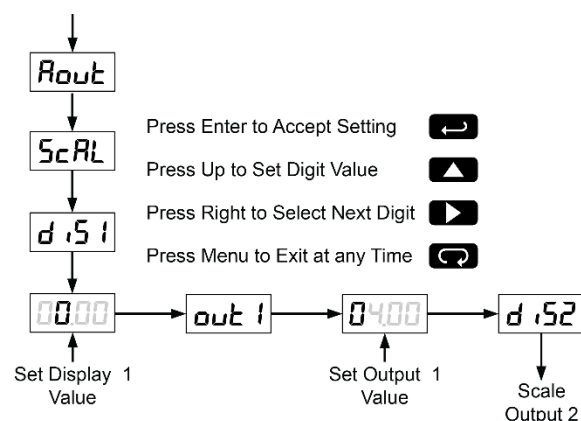 Aout
ScAL
Press Enter to Accept Setting
Press Up to Set Digit Value
diS1
Press Right to Select Next Digit
Press Menu to Exit at any Time
00.00
out 1
04.00
diS2
Set Display 1
Value
Set Output 1
Value
Scale
Output 2